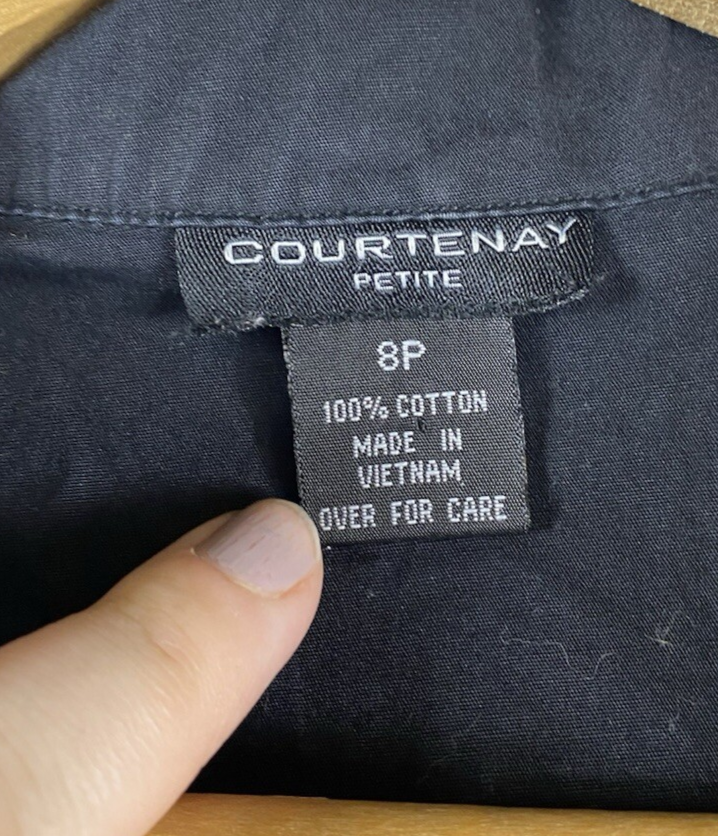 COURTENAY
PETITE
8P
100% COTTON
MADE IN
VIETNAM
OVER FOR CARE